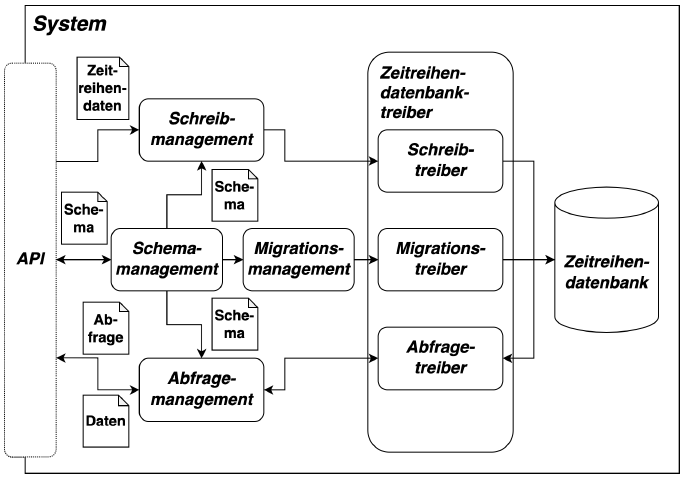 System
Zeit-
reihen-
daten
Zeitreihen-
datenbank-
treiber
Schreib-
management
Schreib-
treiber
Sche-
ma
Sche-
ma
API
Schema-
management
Migrations-
management
Migrations-
treiber
Zeitreihen-
datenbank
Ab-
frage
Sche-
ma
Abfrage-
management
Abfrage-
treiber
Daten